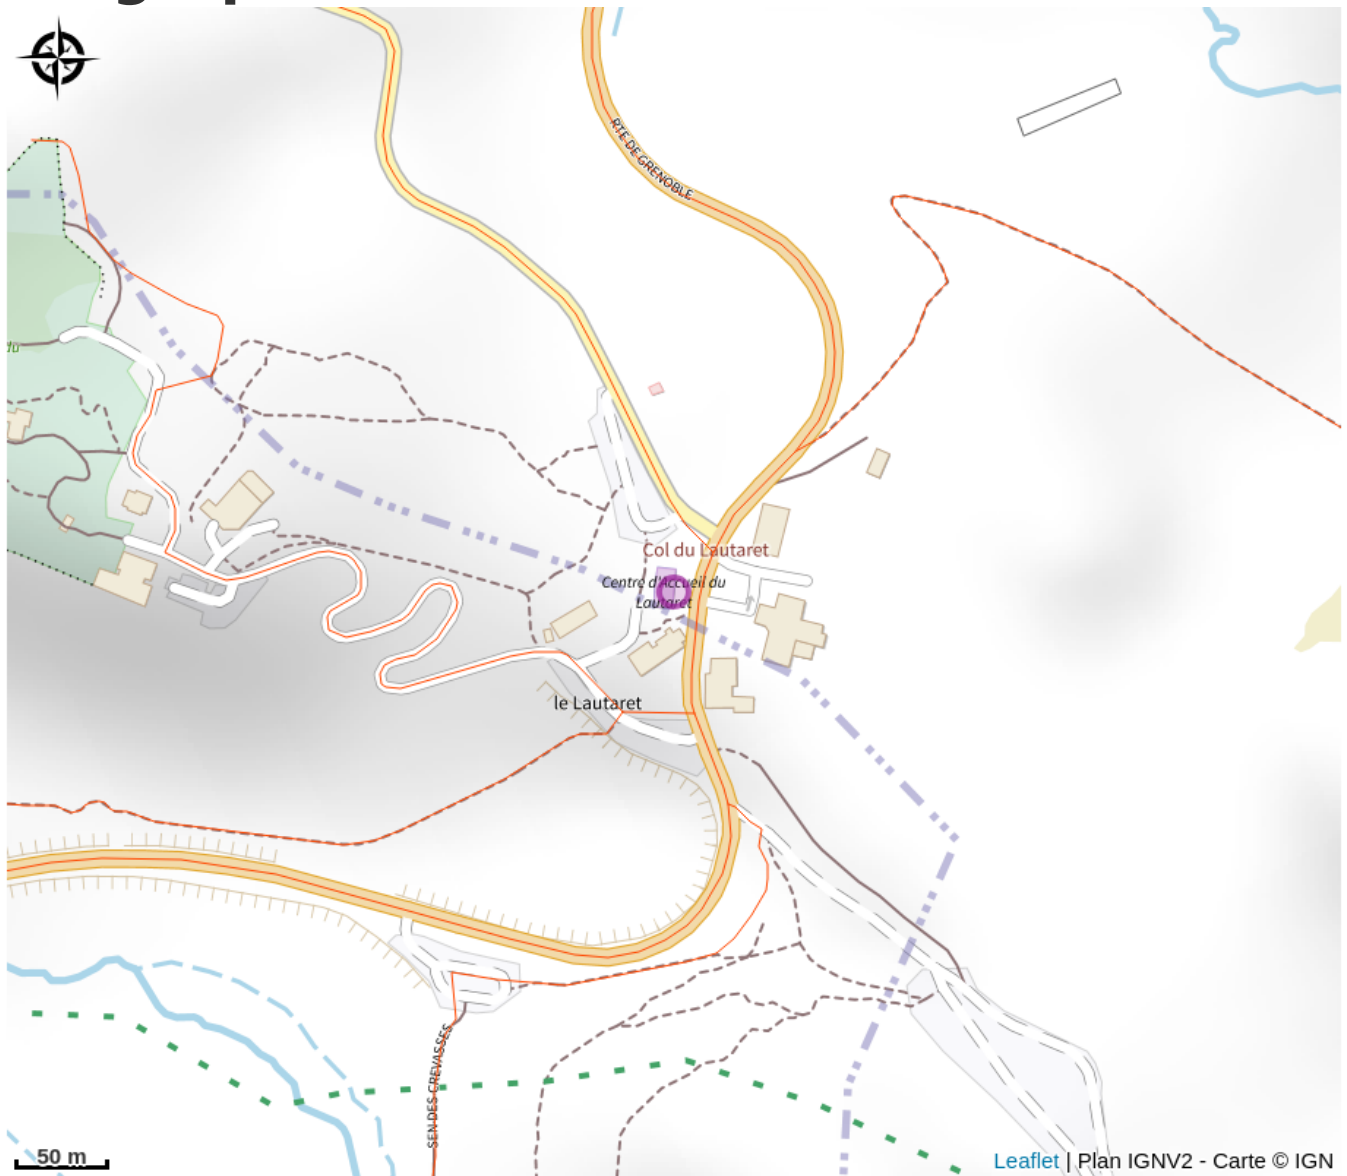 RTE DE GRENOBLE
du
Col du Lautaret
Centre d'Accueil du
Lautaret
le Lautaret
SEN DES CREVASSES
50 m
Leaflet | Plan IGNV2 - Carte © IGN